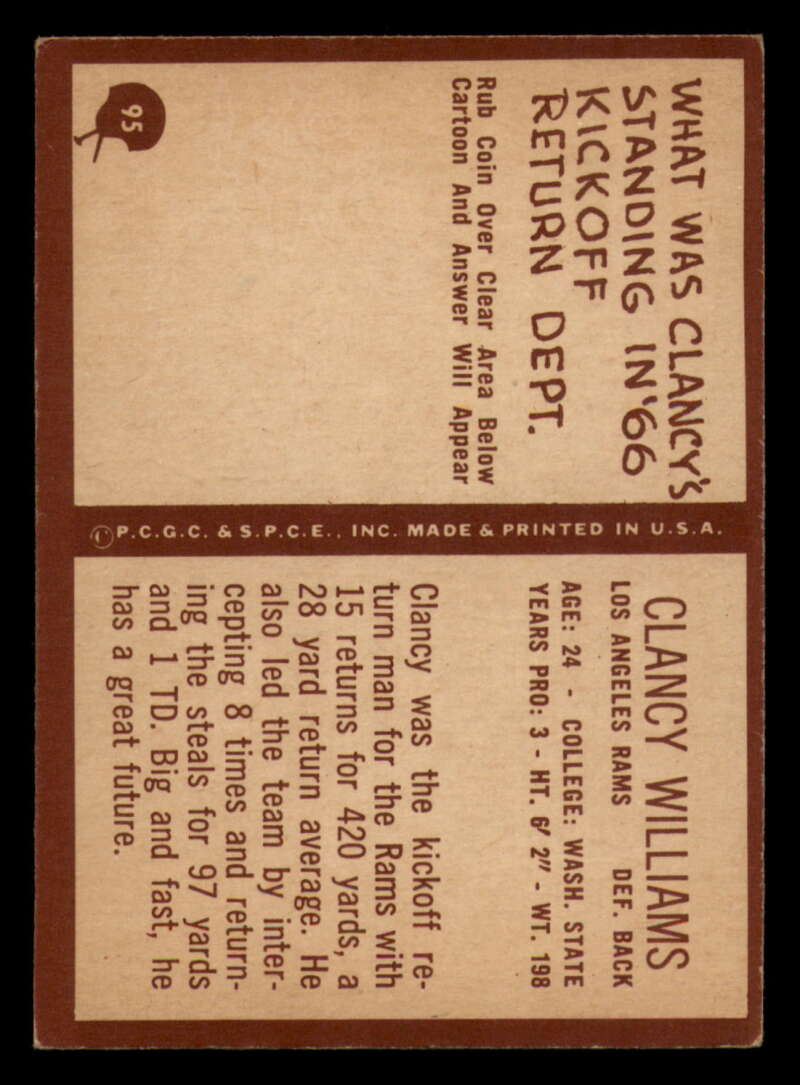 WHAT WAS CLANCY'S
STANDING IN '66
KICKOFF
RETURN DEPT.
Rub Coin Over Clear Area Below
Cartoon And Answer Will Appear
95
©P.C.G.C. & S.P.C.E., INC. MADE & PRINTED IN U.S.A.
CLANCY WILLIAMS
LOS ANGELES RAMS DEF. BACK
AGE: 24 - COLLEGE: WASH. STATE
YEARS PRO: 3 - HT. 6' 2" - WT. 198
Clancy was the kickoff re-
turn man for the Rams with
15 returns for 420 yards, a
28 yard return average. He
also led the team by inter-
cepting 8 times and return-
ing the steals for 97 yards
and 1 TD. Big and fast, he
has a great future.